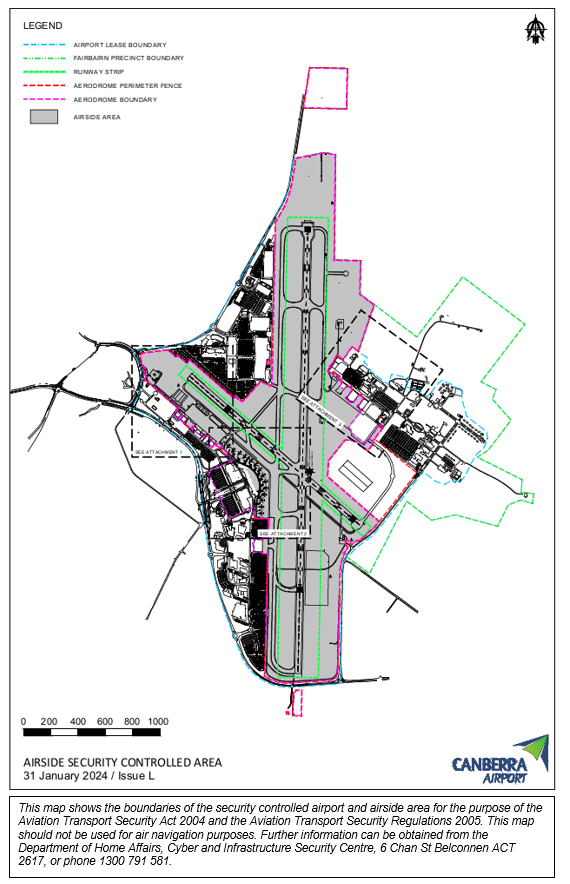 LEGEND
AIRPORT LEASE BOUNDARY
FAIRBAIRN PRECINCT BOUNDARY
RUNWAY STRIP
AERODROME PERIMETER FENCE
AERODROME BOUNDARY
AIRSIDE AREA
SEE ATTACHMENT 3
SEE ATTACHMENT 1
SEE ATTACHMENT 2
0 200 400 600 800 1000
AIRSIDE SECURITY CONTROLLED AREA
31 January 2024 / Issue L
CANBERRA
AIRPORT
This map shows the boundaries of the security controlled airport and airside area for the purpose of the
Aviation Transport Security Act 2004 and the Aviation Transport Security Regulations 2005. This map
should not be used for air navigation purposes. Further information can be obtained from the
Department of Home Affairs, Cyber and Infrastructure Security Centre, 6 Chan St Belconnen ACT
2617, or phone 1300 791 581.